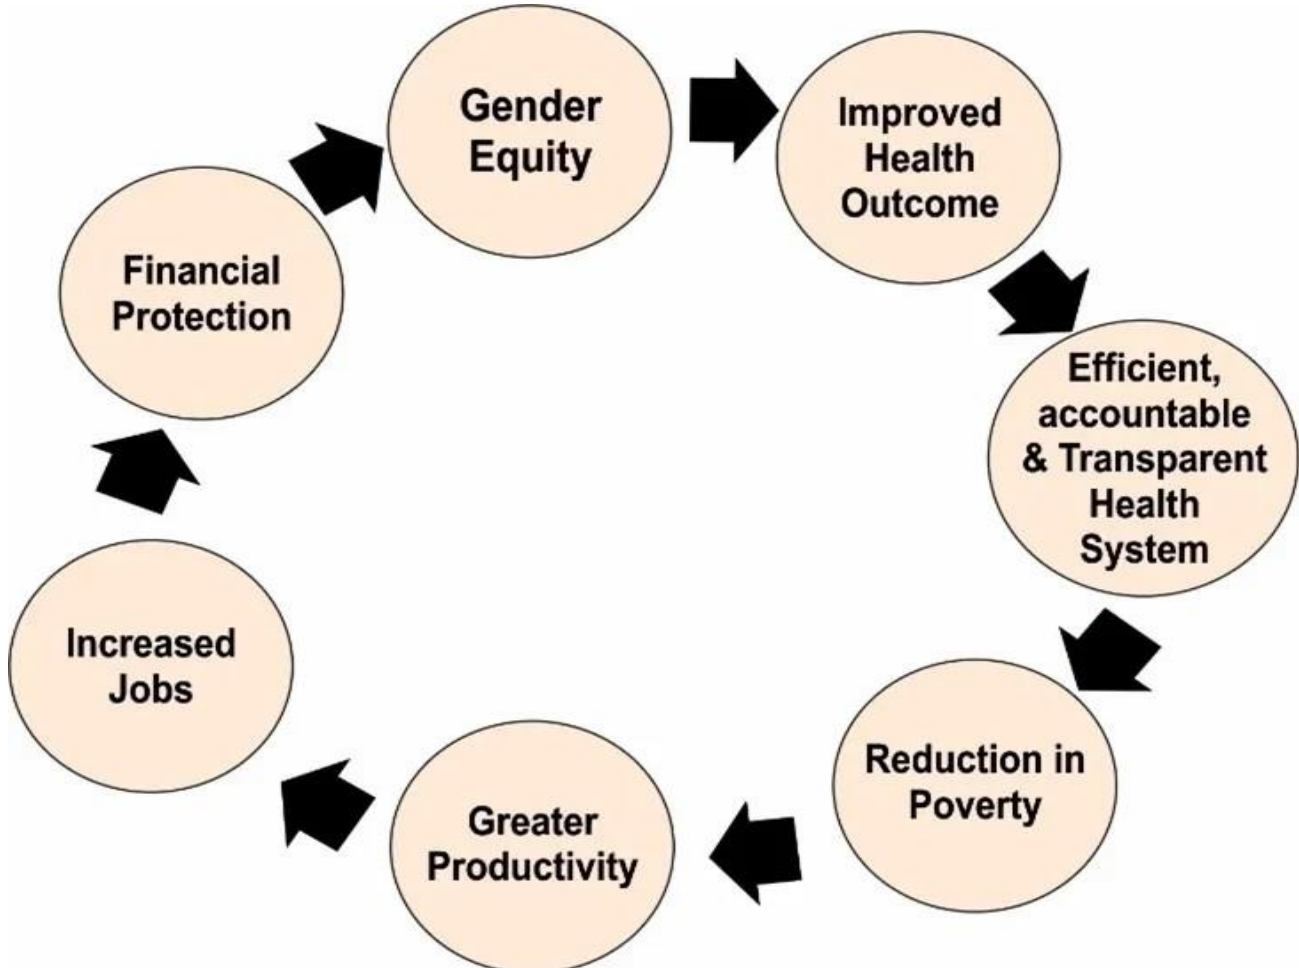 Gender
Equity
Improved
Health
Outcome
Efficient,
accountable
& Transparent
Health
System
Reduction in
Poverty
Greater
Productivity
Increased
Jobs
Financial
Protection